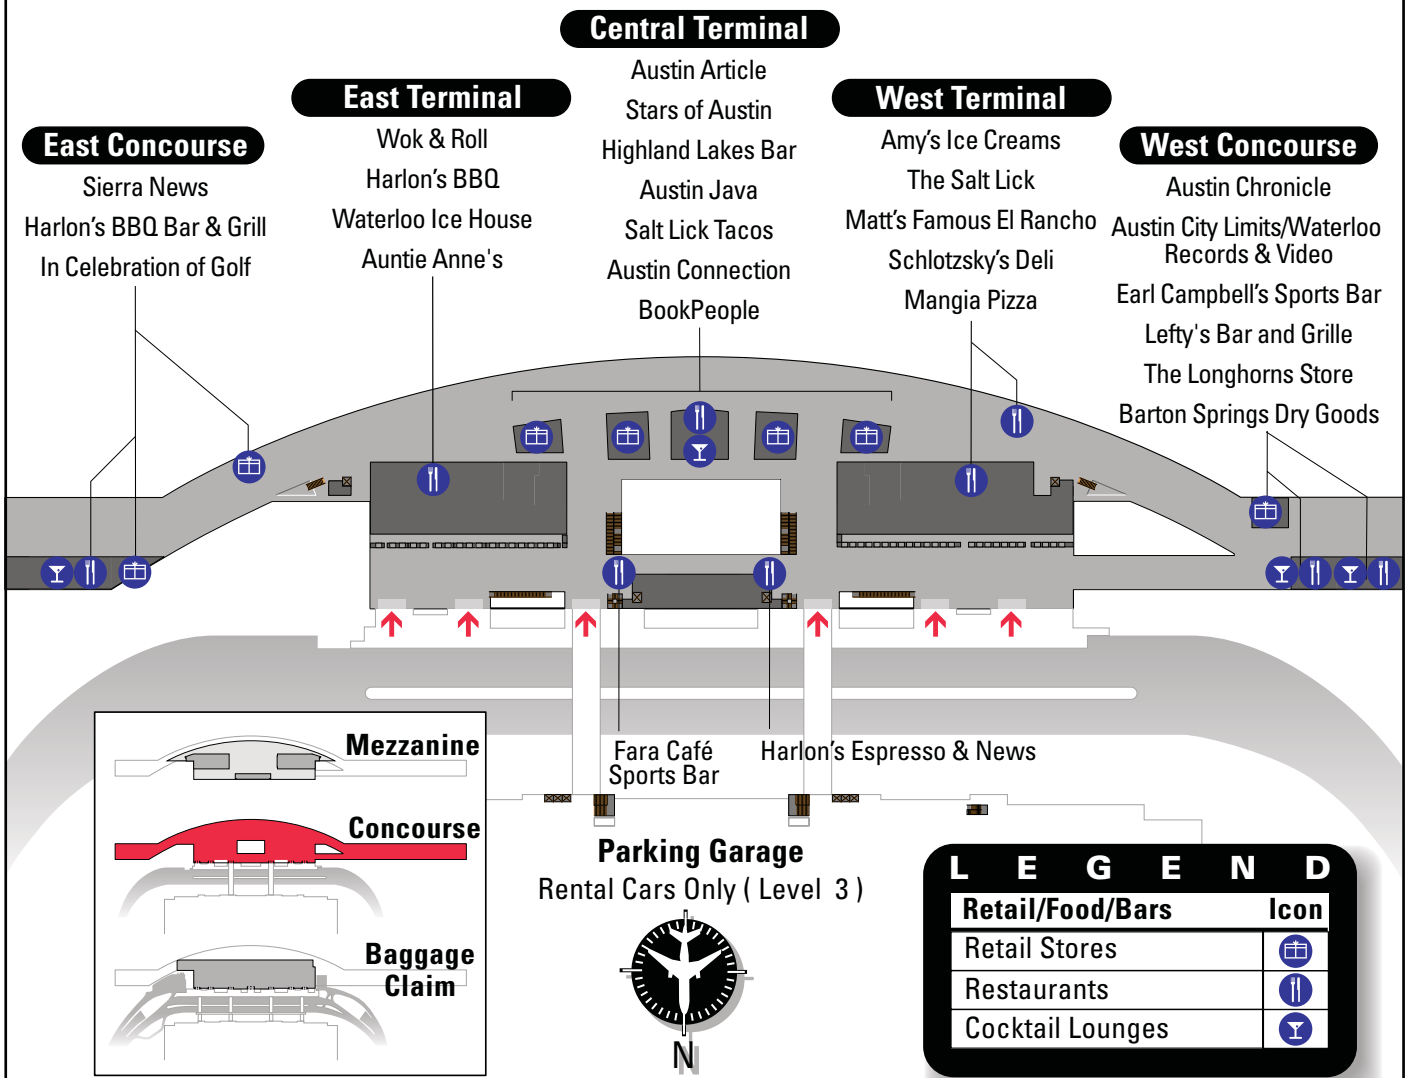 Central Terminal
Austin Article
Stars of Austin
Highland Lakes Bar
Austin Java
Salt Lick Tacos
Austin Connection
BookPeople
East Terminal
Wok & Roll
Harlon's BBQ
Waterloo Ice House
Auntie Anne's
West Terminal
Amy's Ice Creams
The Salt Lick
Matt's Famous El Rancho
Schlotzsky's Deli
Mangia Pizza
East Concourse
Sierra News
Harlon's BBQ Bar & Grill
In Celebration of Golf
West Concourse
Austin Chronicle
Austin City Limits/Waterloo
Records & Video
Earl Campbell's Sports Bar
Lefty's Bar and Grille
The Longhorns Store
Barton Springs Dry Goods
Fara Café
Sports Bar
Harlon's Espresso & News
Mezzanine
Concourse
Baggage
Claim
Parking Garage
Rental Cars Only ( Level 3 )
N
LEGEND
Retail/Food/Bars Icon
Retail Stores
Restaurants
Cocktail Lounges